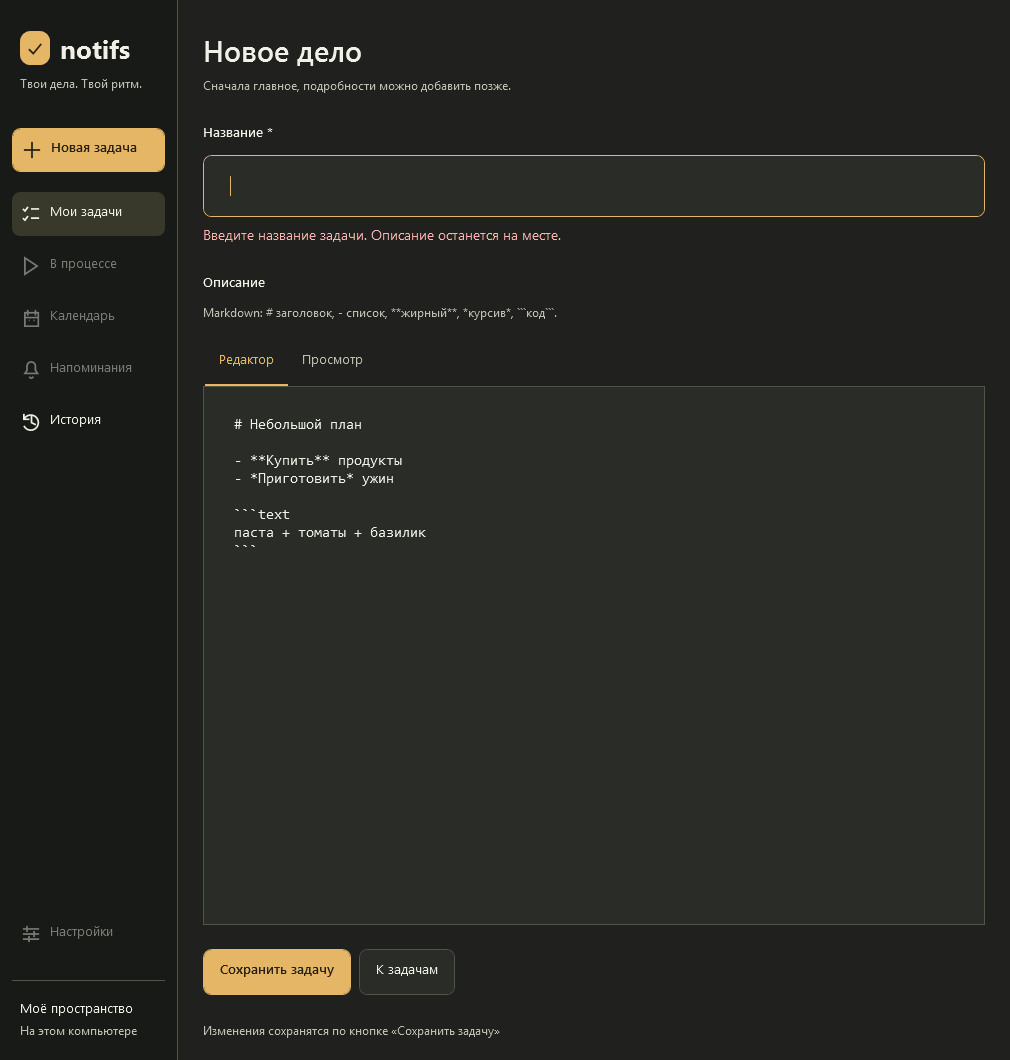 notifs
Твои дела. Твой ритм.
Новая задача
Мои задачи
В процессе
Календарь
Напоминания
История
Настройки
Моё пространство
На этом компьютере
Новое дело
Сначала главное, подробности можно добавить позже.
Название *
Введите название задачи. Описание останется на месте.
Описание
Markdown: # заголовок, - список, **жирный**, *курсив*, ```код```.
Редактор
Просмотр
# Небольшой план
- **Купить** продукты
- *Приготовить* ужин
```text
паста + томаты + базилик
```
Сохранить задачу
К задачам
Изменения сохранятся по кнопке «Сохранить задачу»